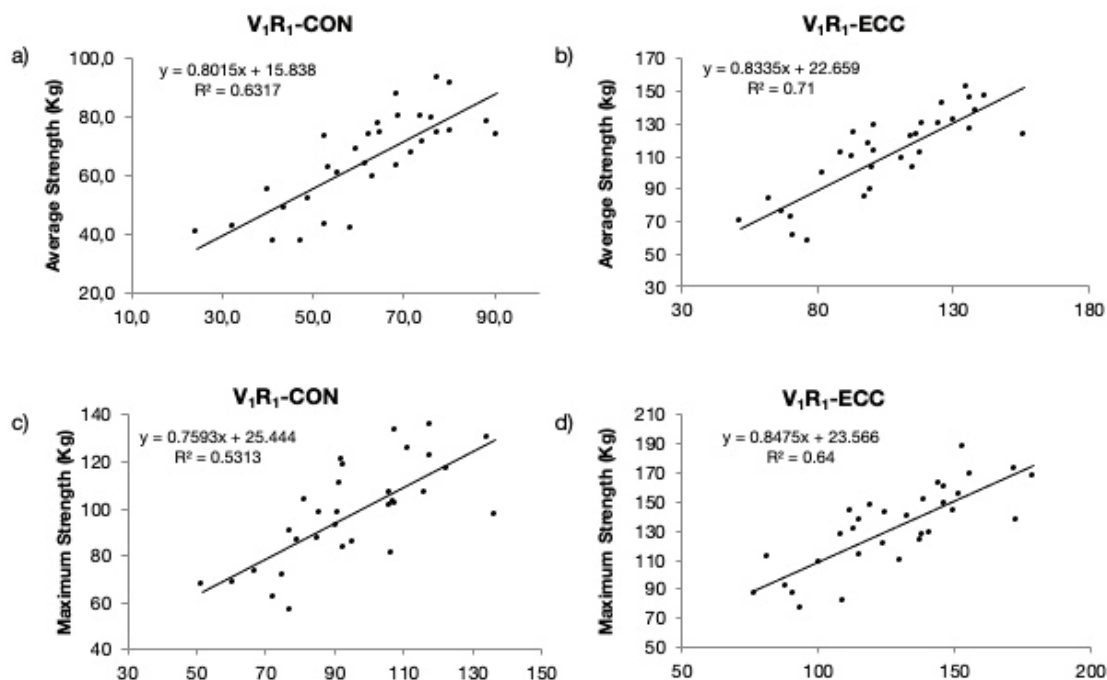 V₁R₁-CON
a)
y = 0.8015x + 15.838
R² = 0.6317
Average Strength (Kg)
100,0
80,0
60,0
40,0
20,0
10,0 30,0 50,0 70,0 90,0
V₁R₁-ECC
b)
y = 0.8335x + 22.659
R² = 0.71
Average Strength (kg)
170
150
130
110
90
70
50
30
30 80 130 180
V₁R₁-CON
c)
y = 0.7593x + 25.444
R² = 0.5313
Maximum Strength (Kg)
140
120
100
80
60
40
30 50 70 90 110 130 150
V₁R₁-ECC
d)
y = 0.8475x + 23.566
R² = 0.64
Maximum Strength (Kg)
210
190
170
150
130
110
90
70
50
50 100 150 200